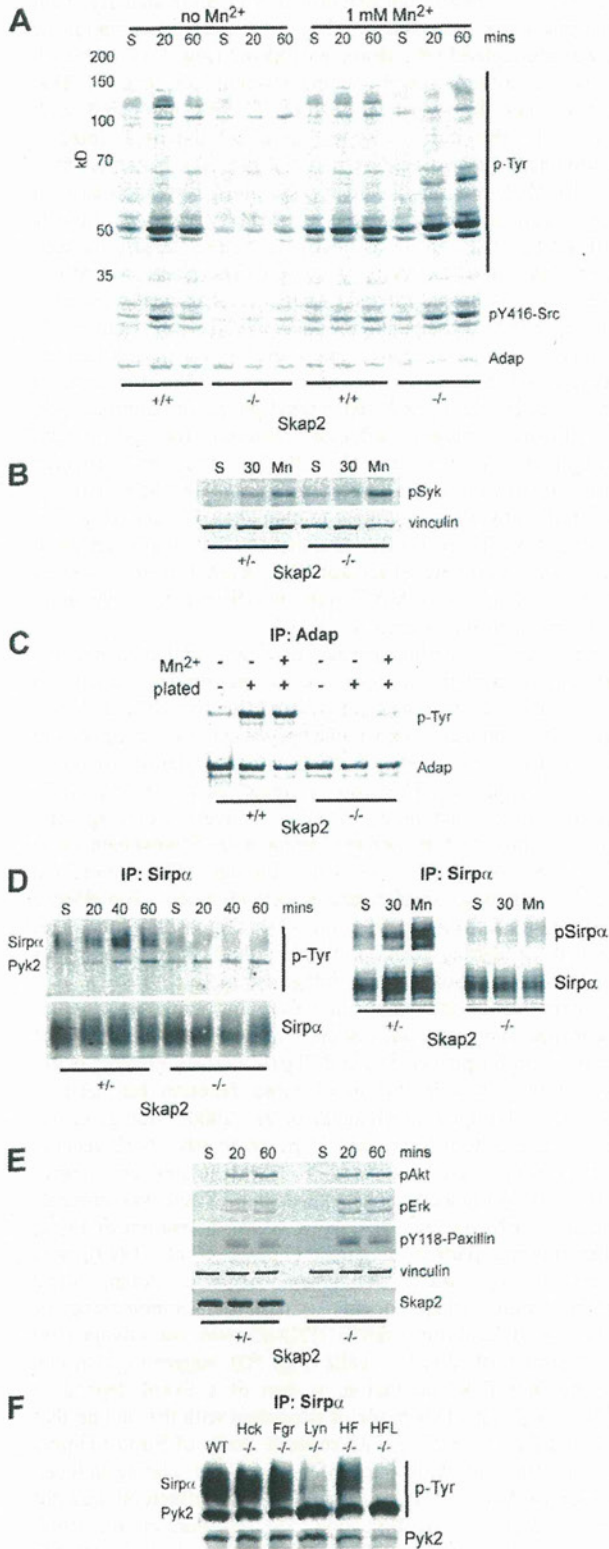 A
no Mn2+ 1 mM Mn2+
S 20 60 S 20 60 S 20 60 S 20 60 mins
200
150
100
kD
70
50
35
p-Tyr
pY416-Src
Adap
+/+ -/- +/+ -/-
Skap2
B
S 30 Mn S 30 Mn
pSyk
vinculin
+/- -/-
Skap2
C
IP: Adap
Mn2+ - - + - - +
plated - + + - + +
p-Tyr
Adap
+/+ -/-
Skap2
D
IP: Sirpα
S 20 40 60 S 20 40 60 mins
Sirpα
Pyk2
p-Tyr
Sirpα
+/- -/-
Skap2
IP: Sirpα
S 30 Mn S 30 Mn
pSirpα
Sirpα
+/- -/-
Skap2
E
S 20 60 S 20 60 mins
pAkt
pErk
pY118-Paxillin
vinculin
Skap2
+/- -/-
Skap2
F
IP: Sirpα
Hck Fgr Lyn HF HFL
WT -/- -/- -/- -/- -/-
Sirpα
Pyk2
p-Tyr
Pyk2